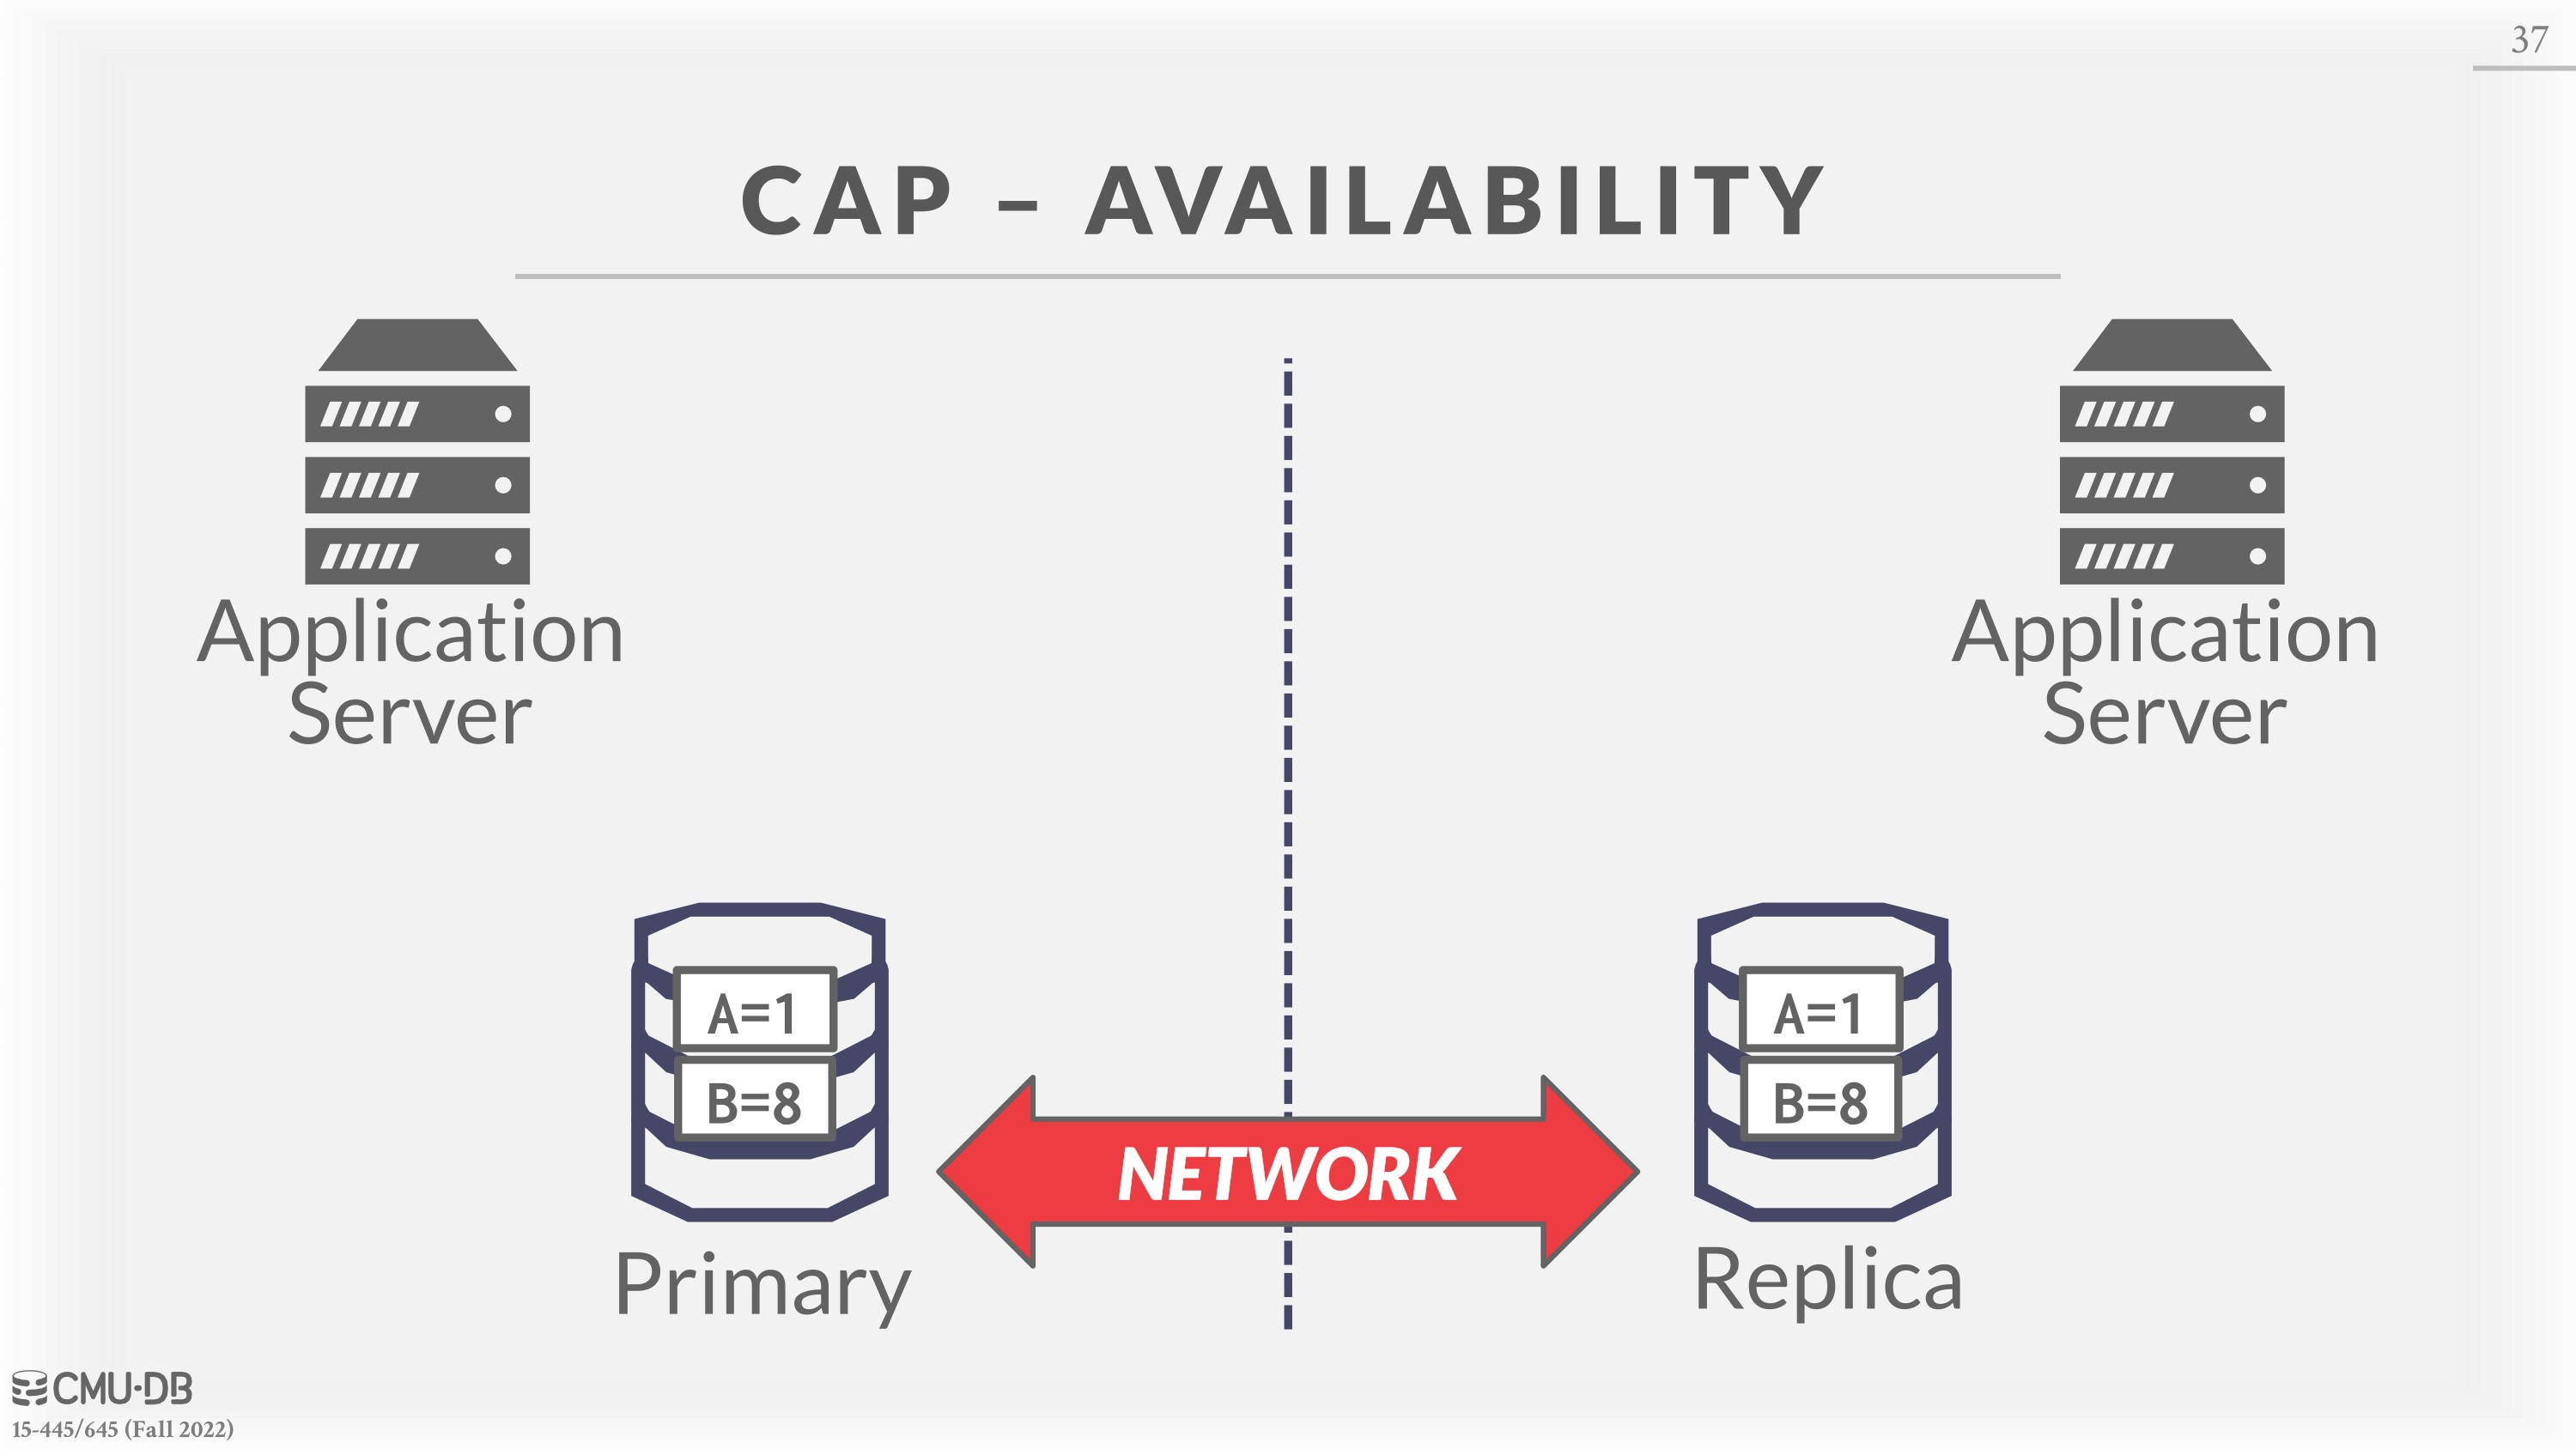 37
CAP – AVAILABILITY
Application
Server
Application
Server
A=1
B=8
A=1
B=8
NETWORK
Primary
Replica
CMU·DB
15-445/645 (Fall 2022)